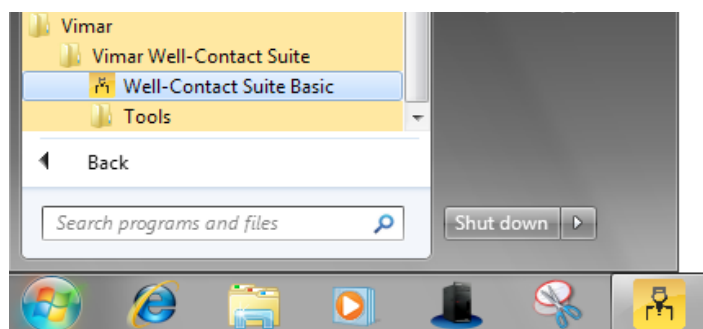 Vimar
Vimar Well-Contact Suite
Well-Contact Suite Basic
Tools
Back
Search programs and files
Shut down